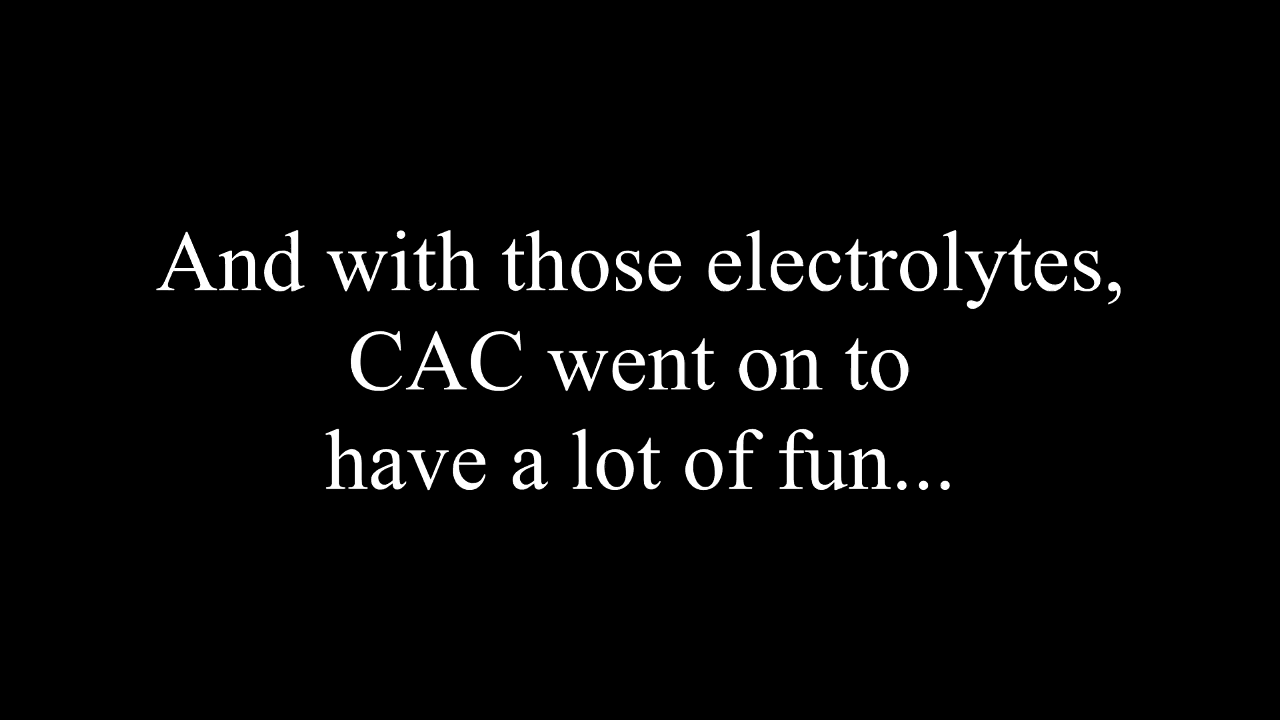 And with those electrolytes,
CAC went on to
have a lot of fun...